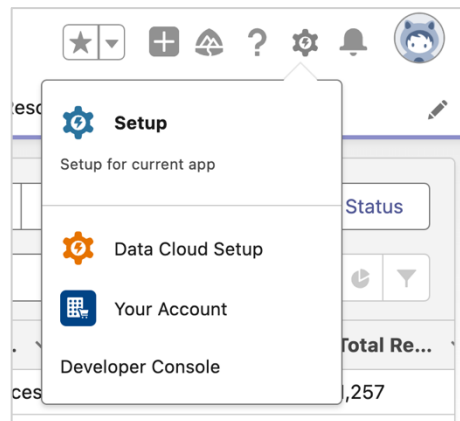 Setup
Setup for current app
Status
Data Cloud Setup
Your Account
Total Re...
Developer Console
,257